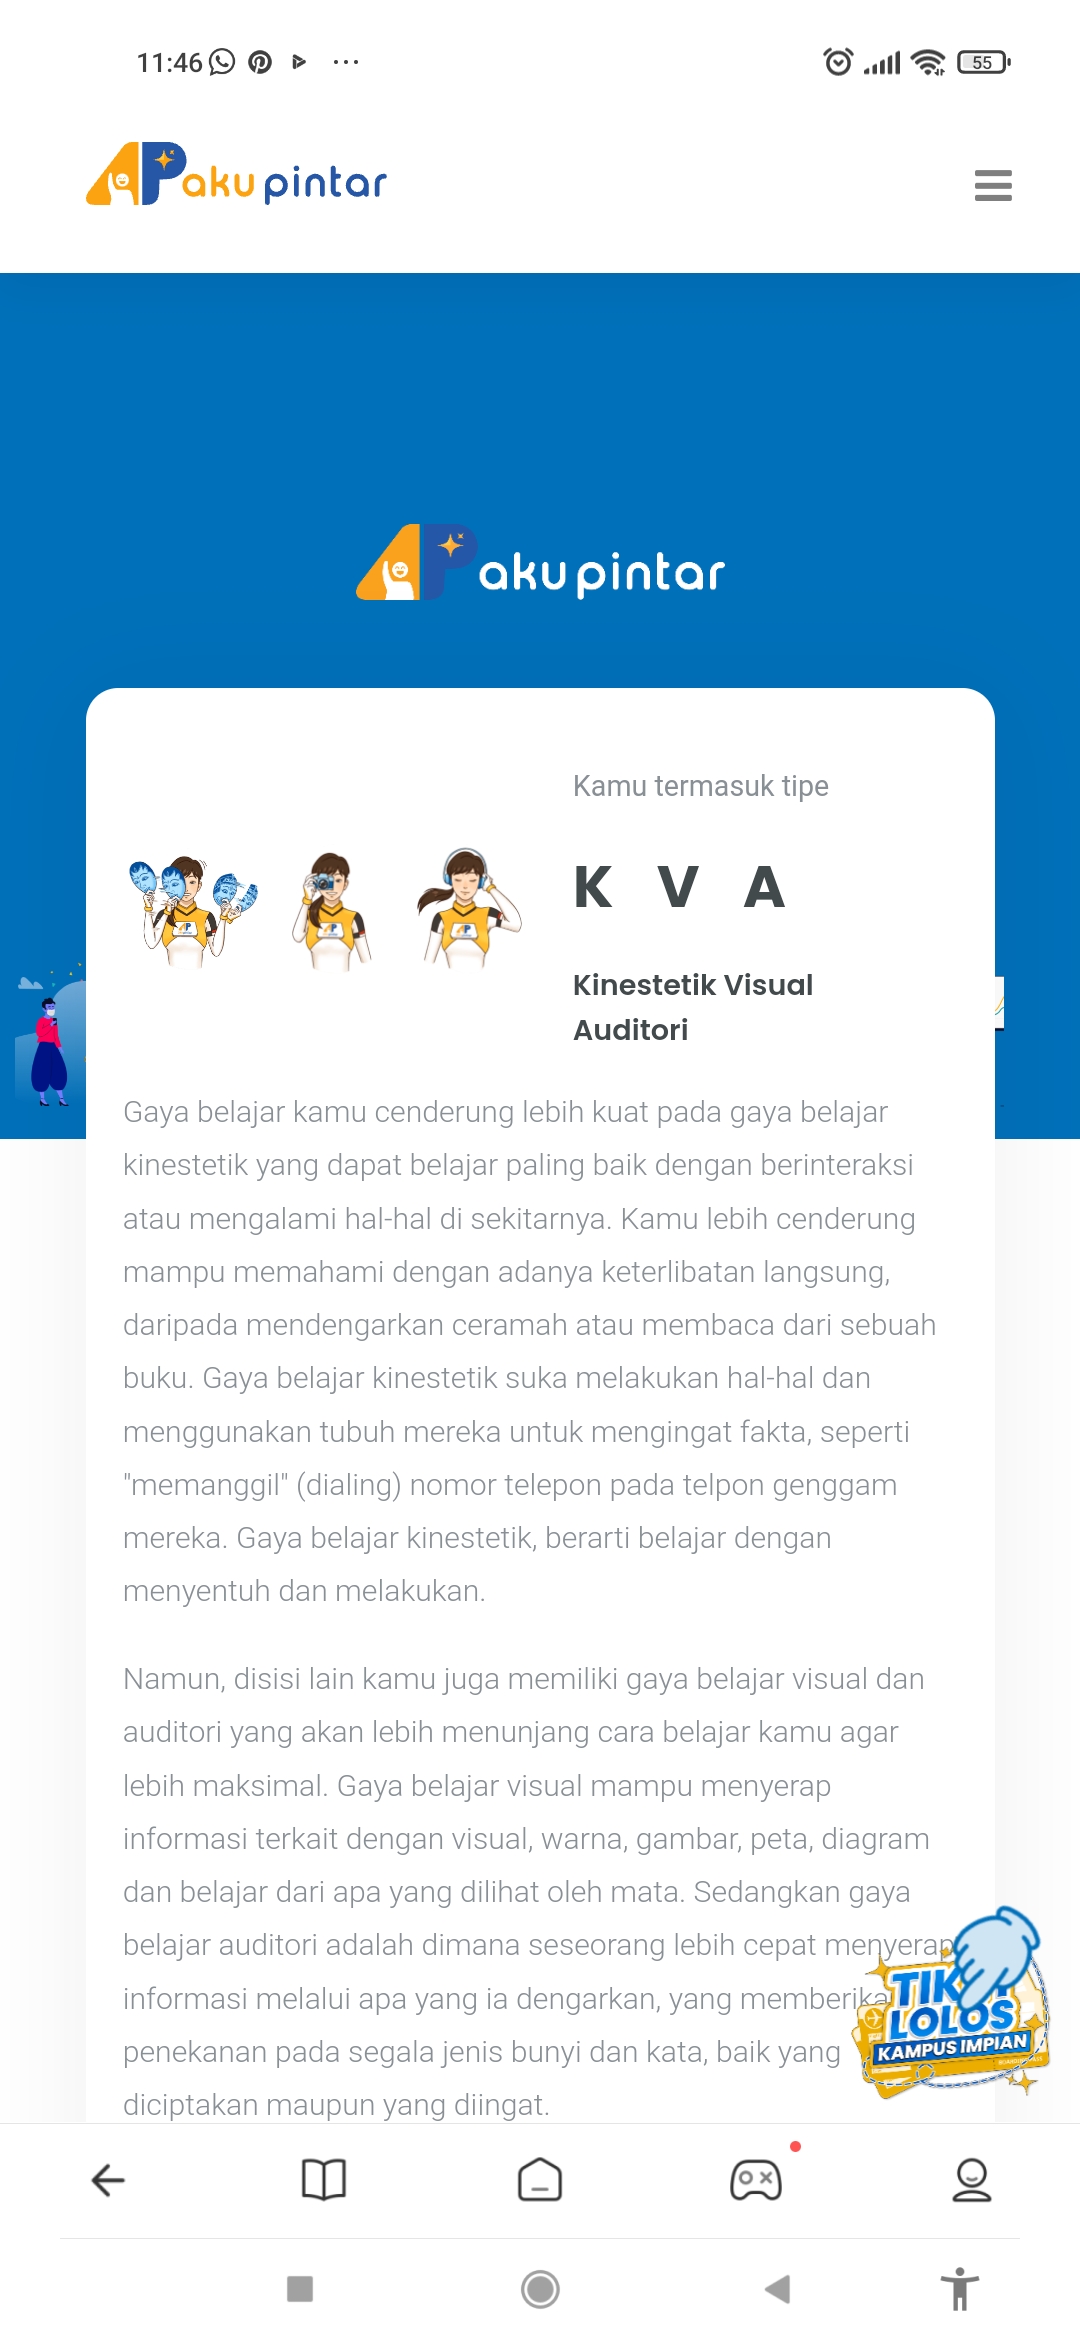 11:46
55
aku pintar
aku pintar
Kamu termasuk tipe
K V A
Kinestetik Visual
Auditori
Gaya belajar kamu cenderung lebih kuat pada gaya belajar
kinestetik yang dapat belajar paling baik dengan berinteraksi
atau mengalami hal-hal di sekitarnya. Kamu lebih cenderung
mampu memahami dengan adanya keterlibatan langsung,
daripada mendengarkan ceramah atau membaca dari sebuah
buku. Gaya belajar kinestetik suka melakukan hal-hal dan
menggunakan tubuh mereka untuk mengingat fakta, seperti
"memanggil" (dialing) nomor telepon pada telpon genggam
mereka. Gaya belajar kinestetik, berarti belajar dengan
menyentuh dan melakukan.
Namun, disisi lain kamu juga memiliki gaya belajar visual dan
auditori yang akan lebih menunjang cara belajar kamu agar
lebih maksimal. Gaya belajar visual mampu menyerap
informasi terkait dengan visual, warna, gambar, peta, diagram
dan belajar dari apa yang dilihat oleh mata. Sedangkan gaya
belajar auditori adalah dimana seseorang lebih cepat menyerap
informasi melalui apa yang ia dengarkan, yang memberika
penekanan pada segala jenis bunyi dan kata, baik yang
diciptakan maupun yang diingat.
LOLOS
KAMPUS IMPIAN